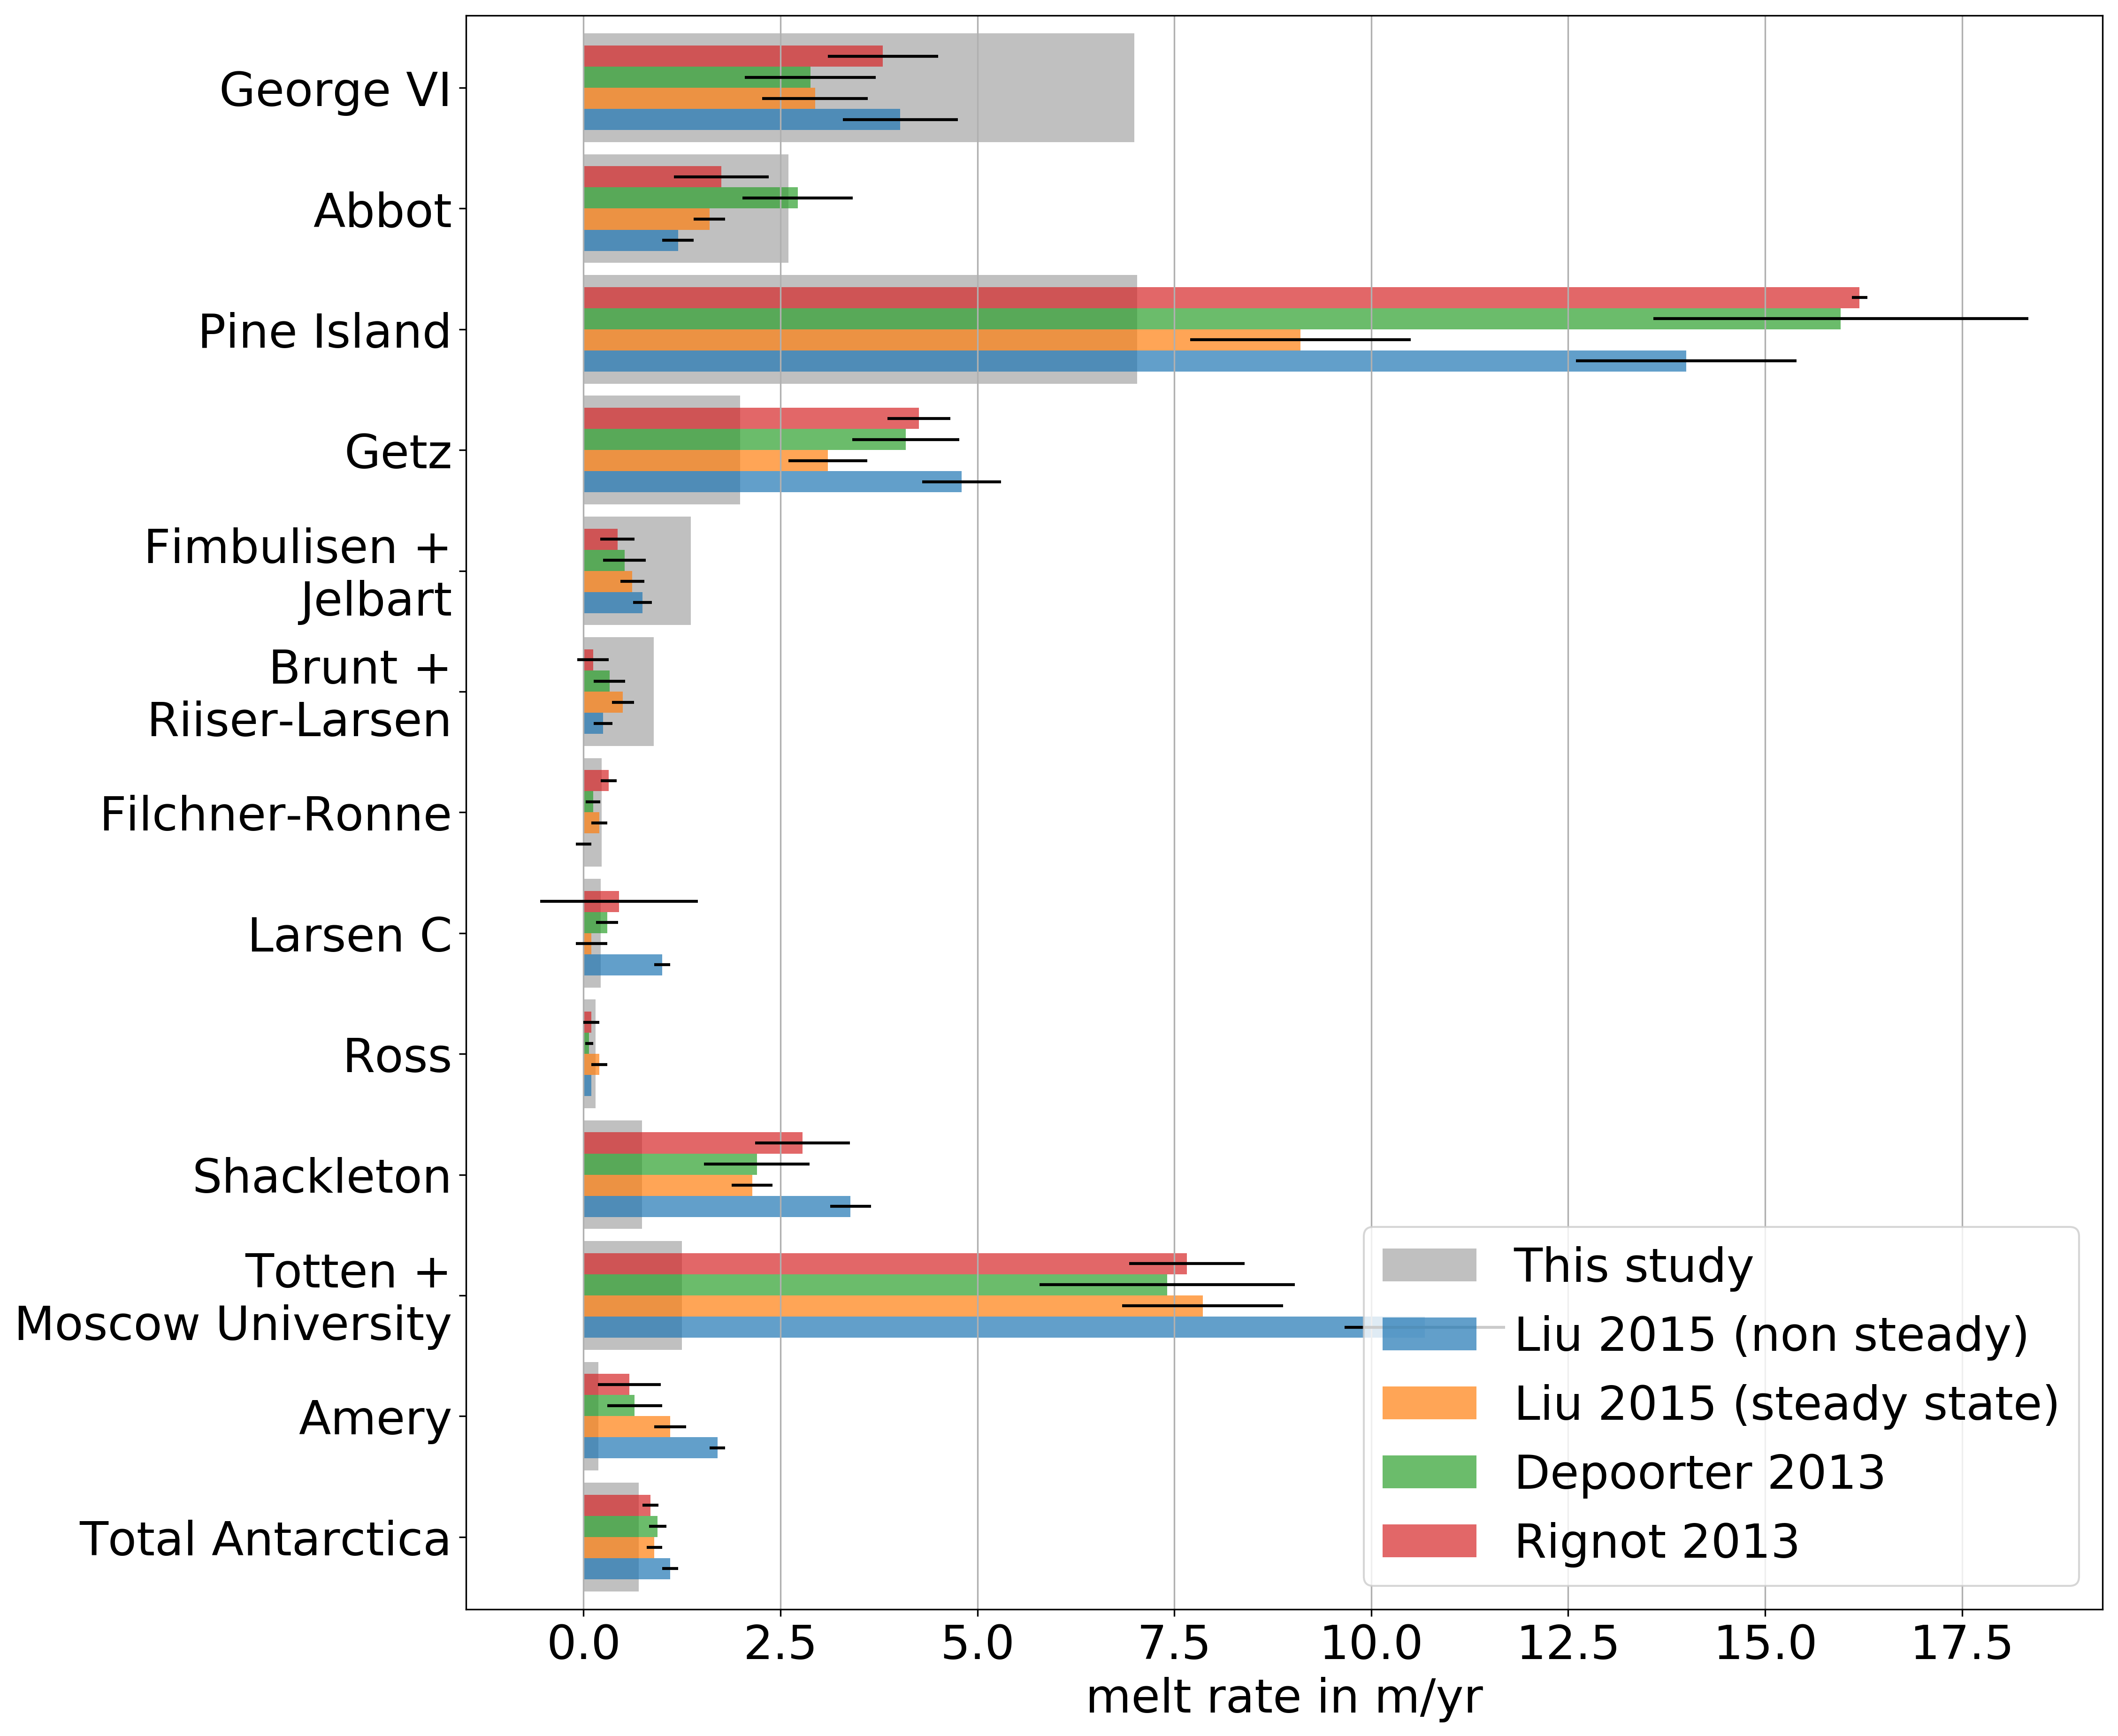 George VI
Abbot
Pine Island
Getz
Fimbulisen +
Jelbart
Brunt +
Riiser-Larsen
Filchner-Ronne
Larsen C
Ross
Shackleton
Totten +
Moscow University
Amery
Total Antarctica
This study
Liu 2015 (non steady)
Liu 2015 (steady state)
Depoorter 2013
Rignot 2013
0.0 2.5 5.0 7.5 10.0 12.5 15.0 17.5
melt rate in m/yr